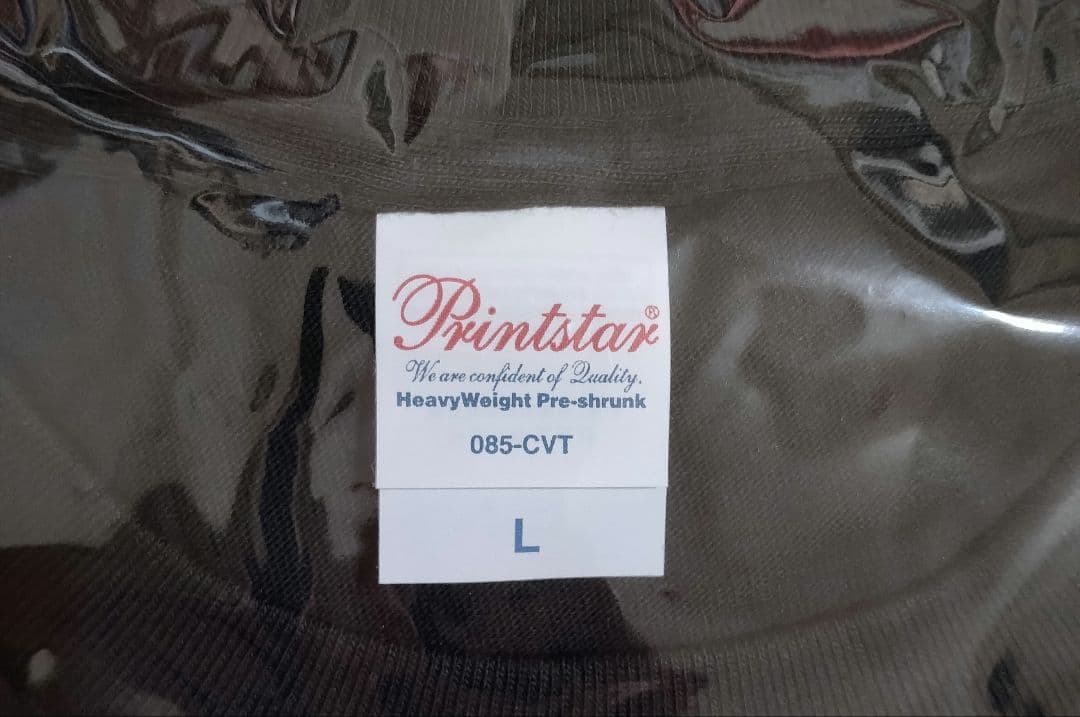 Printstar®
We are confident of Quality.
HeavyWeight Pre-shrunk
085-CVT
L